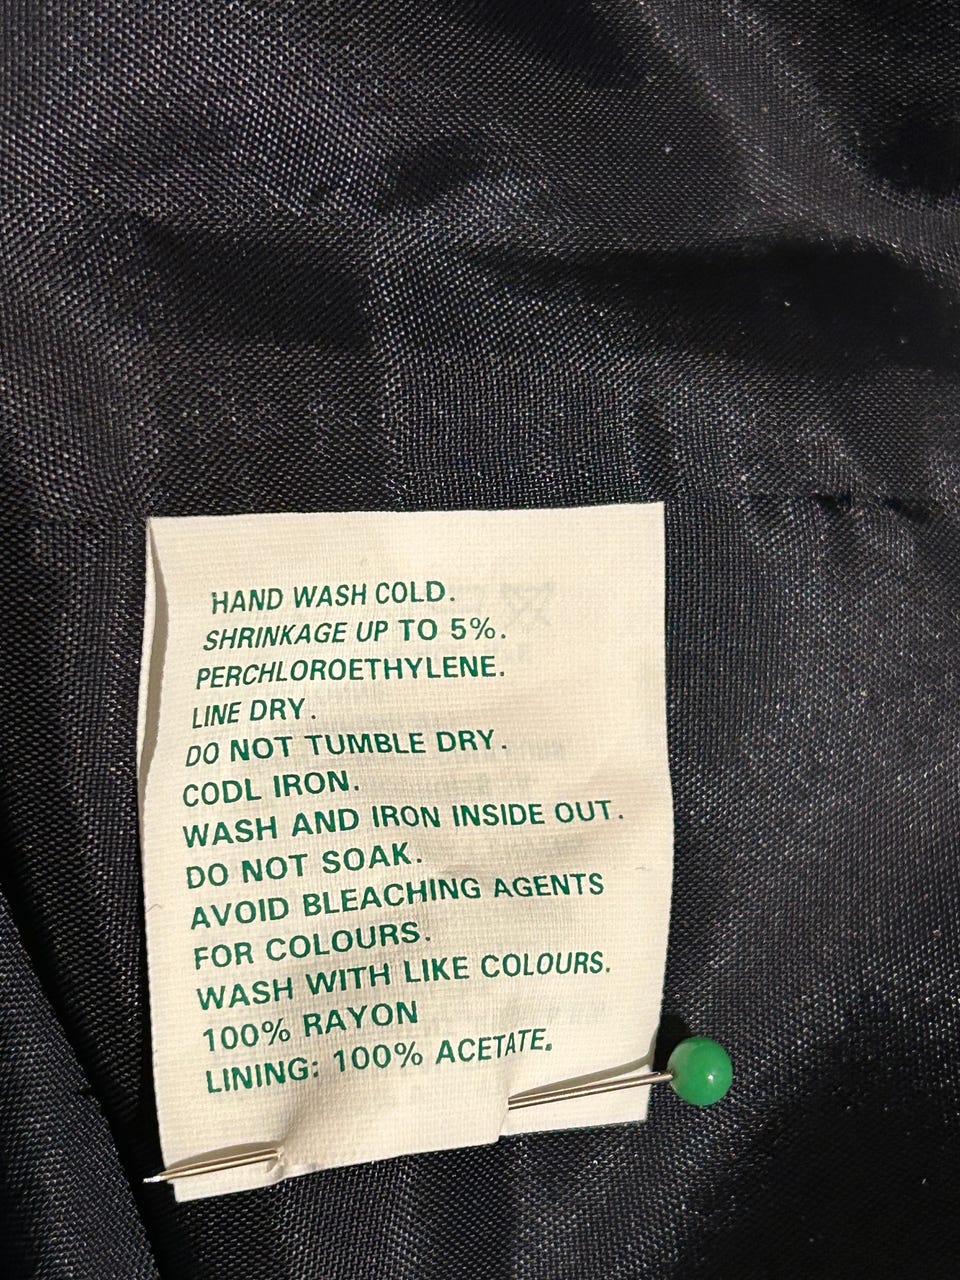 HAND WASH COLD.
SHRINKAGE UP TO 5%.
PERCHLOROETHYLENE.
LINE DRY.
DO NOT TUMBLE DRY.
CODL IRON.
WASH AND IRON INSIDE OUT.
DO NOT SOAK.
AVOID BLEACHING AGENTS
FOR COLOURS.
WASH WITH LIKE COLOURS.
100% RAYON
LINING: 100% ACETATE.